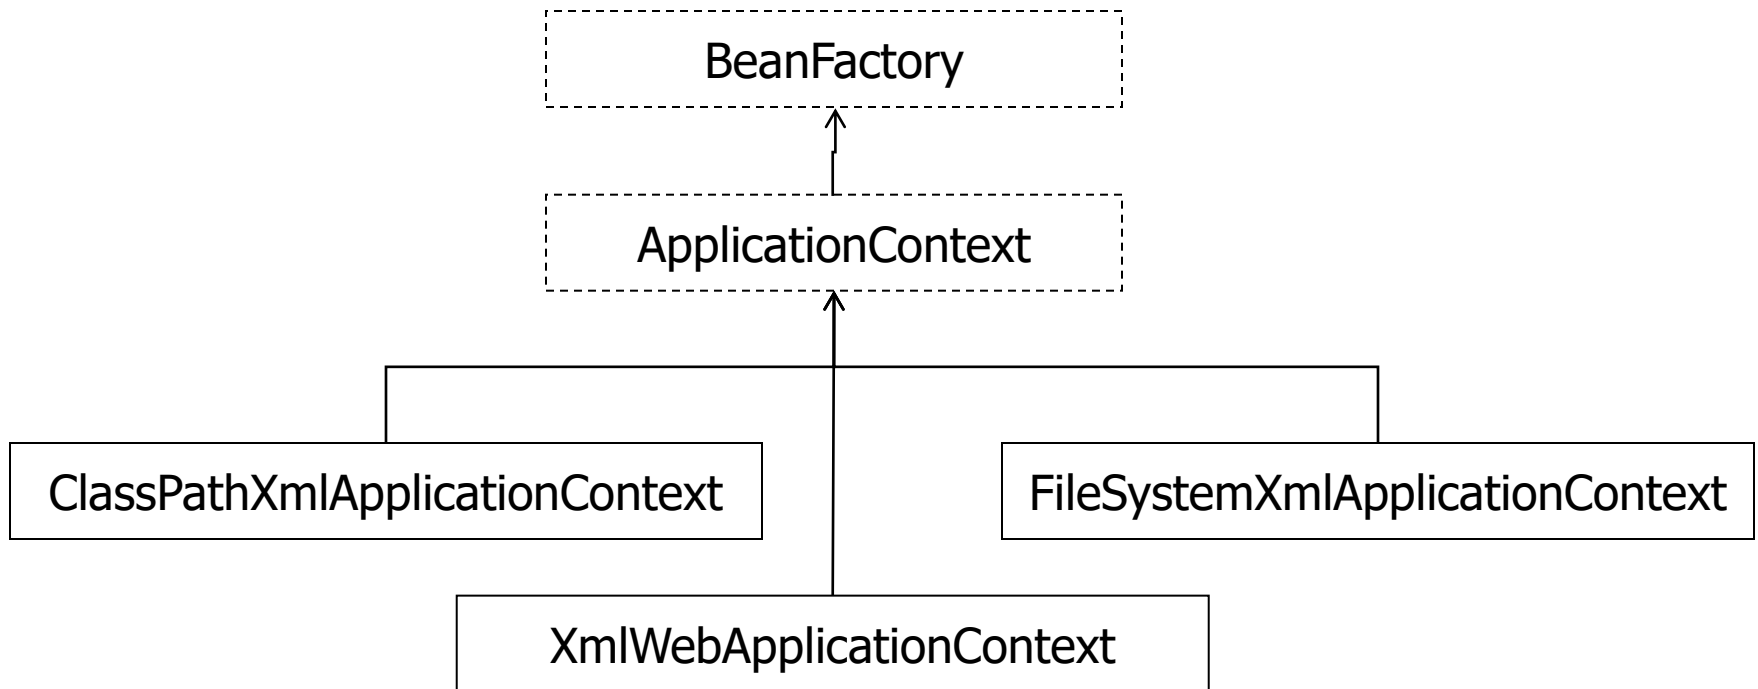 BeanFactory
ApplicationContext
ClassPathXmlApplicationContext
FileSystemXmlApplicationContext
XmlWebApplicationContext